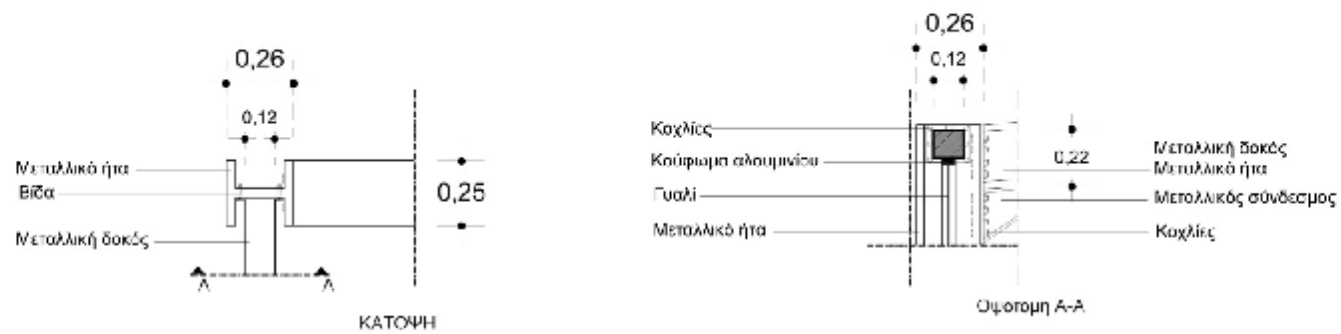 0,26
0,12
Μεταλλικό ήτα
Βίδα
0,25
Μεταλλική δοκός
Α
Α
ΚΑΤΟΨΗ
0,26
0,12
Κοχλίες
Κούφωμα αλουμινίου
Γυαλί
Μεταλλικό ήτα
0,22
Μεταλλική δοκός
Μεταλλικό ήτα
Μεταλλικός σύνδεσμος
Κοχλίες
Οψοτομη Α-Α